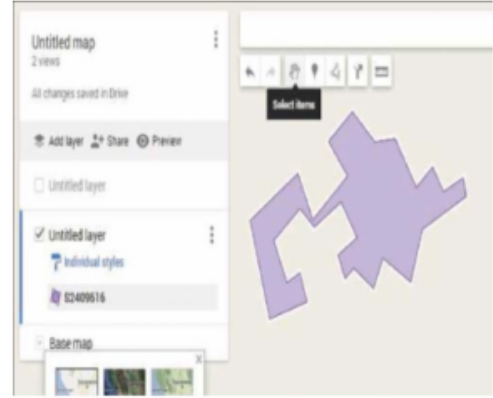 Untitled map
2 views
All changes saved in Drive
Add layer Share Preview
Select items
Untitled layer
Untitled layer
Individual styles
S2409616
Base map
x